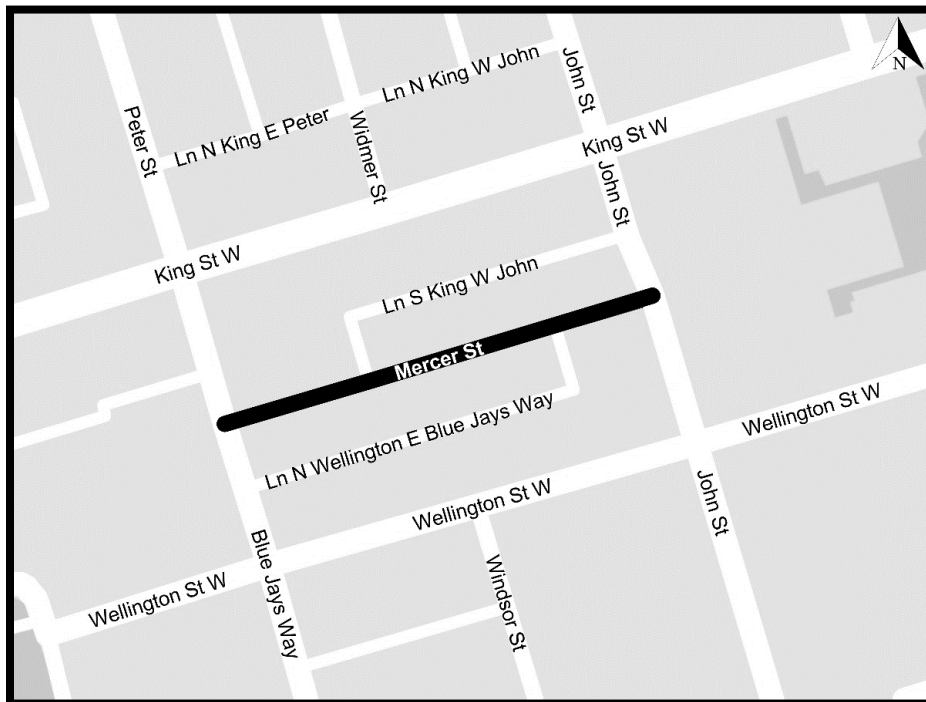 John St
Ln N King W John
N
Peter St
Ln N King E Peter
Widmer St
King St W
John St
King St W
Ln S King W John
Mercer St
Wellington St W
Ln N Wellington E Blue Jays Way
Wellington St W
John St
Blue Jays Way
Windsor St
Wellington St W